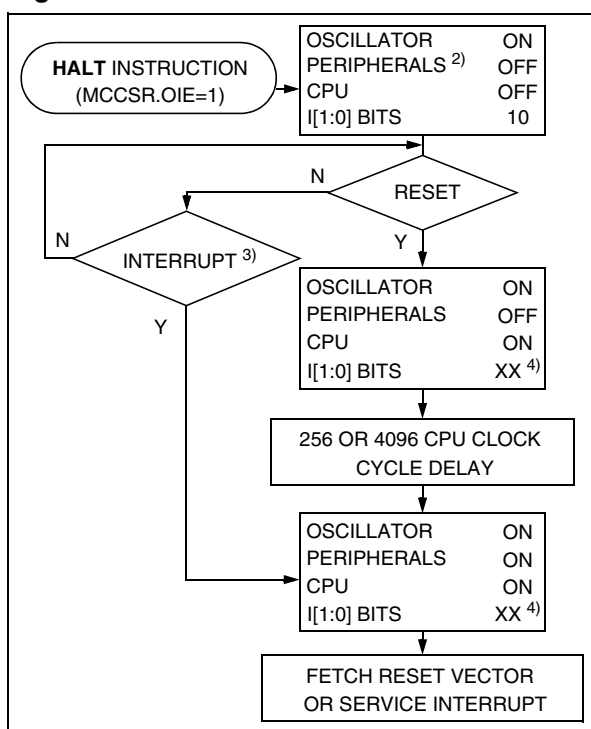 HALT INSTRUCTION
(MCCSR.OIE=1)
OSCILLATOR ON
PERIPHERALS 2) OFF
CPU OFF
I[1:0] BITS 10
N
RESET
N
INTERRUPT 3)
Y
Y
OSCILLATOR ON
PERIPHERALS OFF
CPU ON
I[1:0] BITS XX 4)
256 OR 4096 CPU CLOCK
CYCLE DELAY
OSCILLATOR ON
PERIPHERALS ON
CPU ON
I[1:0] BITS XX 4)
FETCH RESET VECTOR
OR SERVICE INTERRUPT